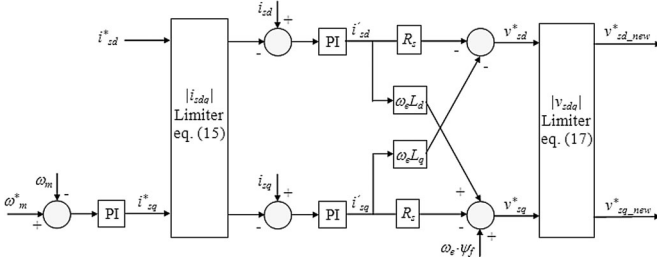 i*sd
isd
+
-
PI
i´sd
Rs
-
-
v*sd
v*sd_new
|isdq|
Limiter
eq. (15)
ωeLd
ωeLq
|vsdq|
Limiter
eq. (17)
ωm
-
ω*m
+
PI
i*sq
isq
+
-
PI
i´sq
Rs
-
+
+
v*sq
v*sq_new
ωe·ψf